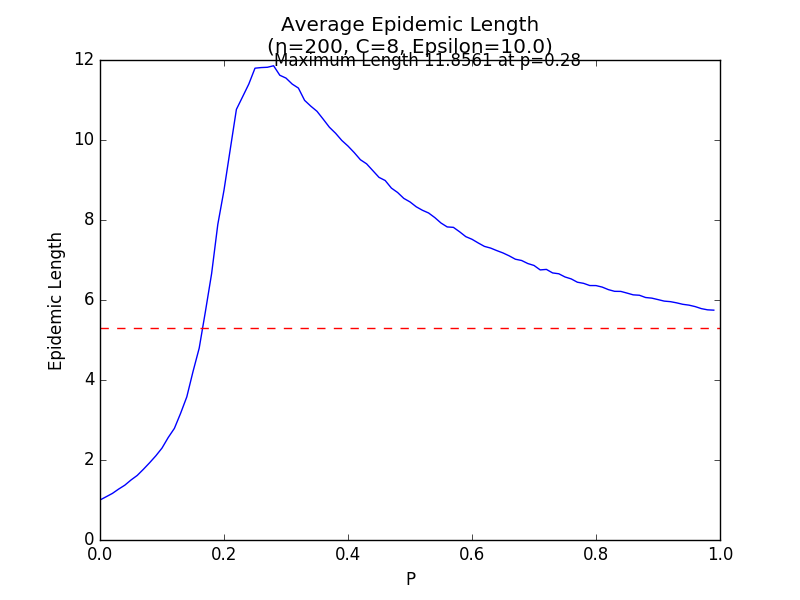 Average Epidemic Length
(n=200, C=8, Epsilon=10.0)
Maximum Length 11.8561 at p=0.28
12
10
8
6
4
2
0
Epidemic Length
0.0 0.2 0.4 0.6 0.8 1.0
P